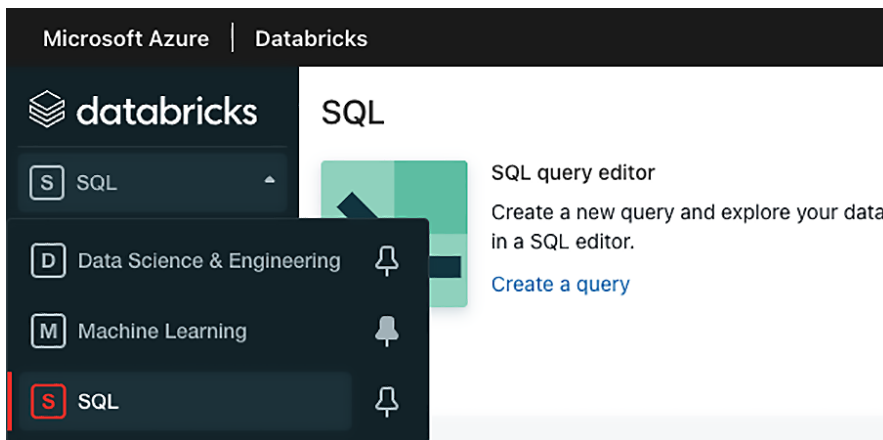 Microsoft Azure | Databricks
databricks
SQL
S SQL
SQL query editor
Create a new query and explore your data
in a SQL editor.
Create a query
D Data Science & Engineering
M Machine Learning
S SQL